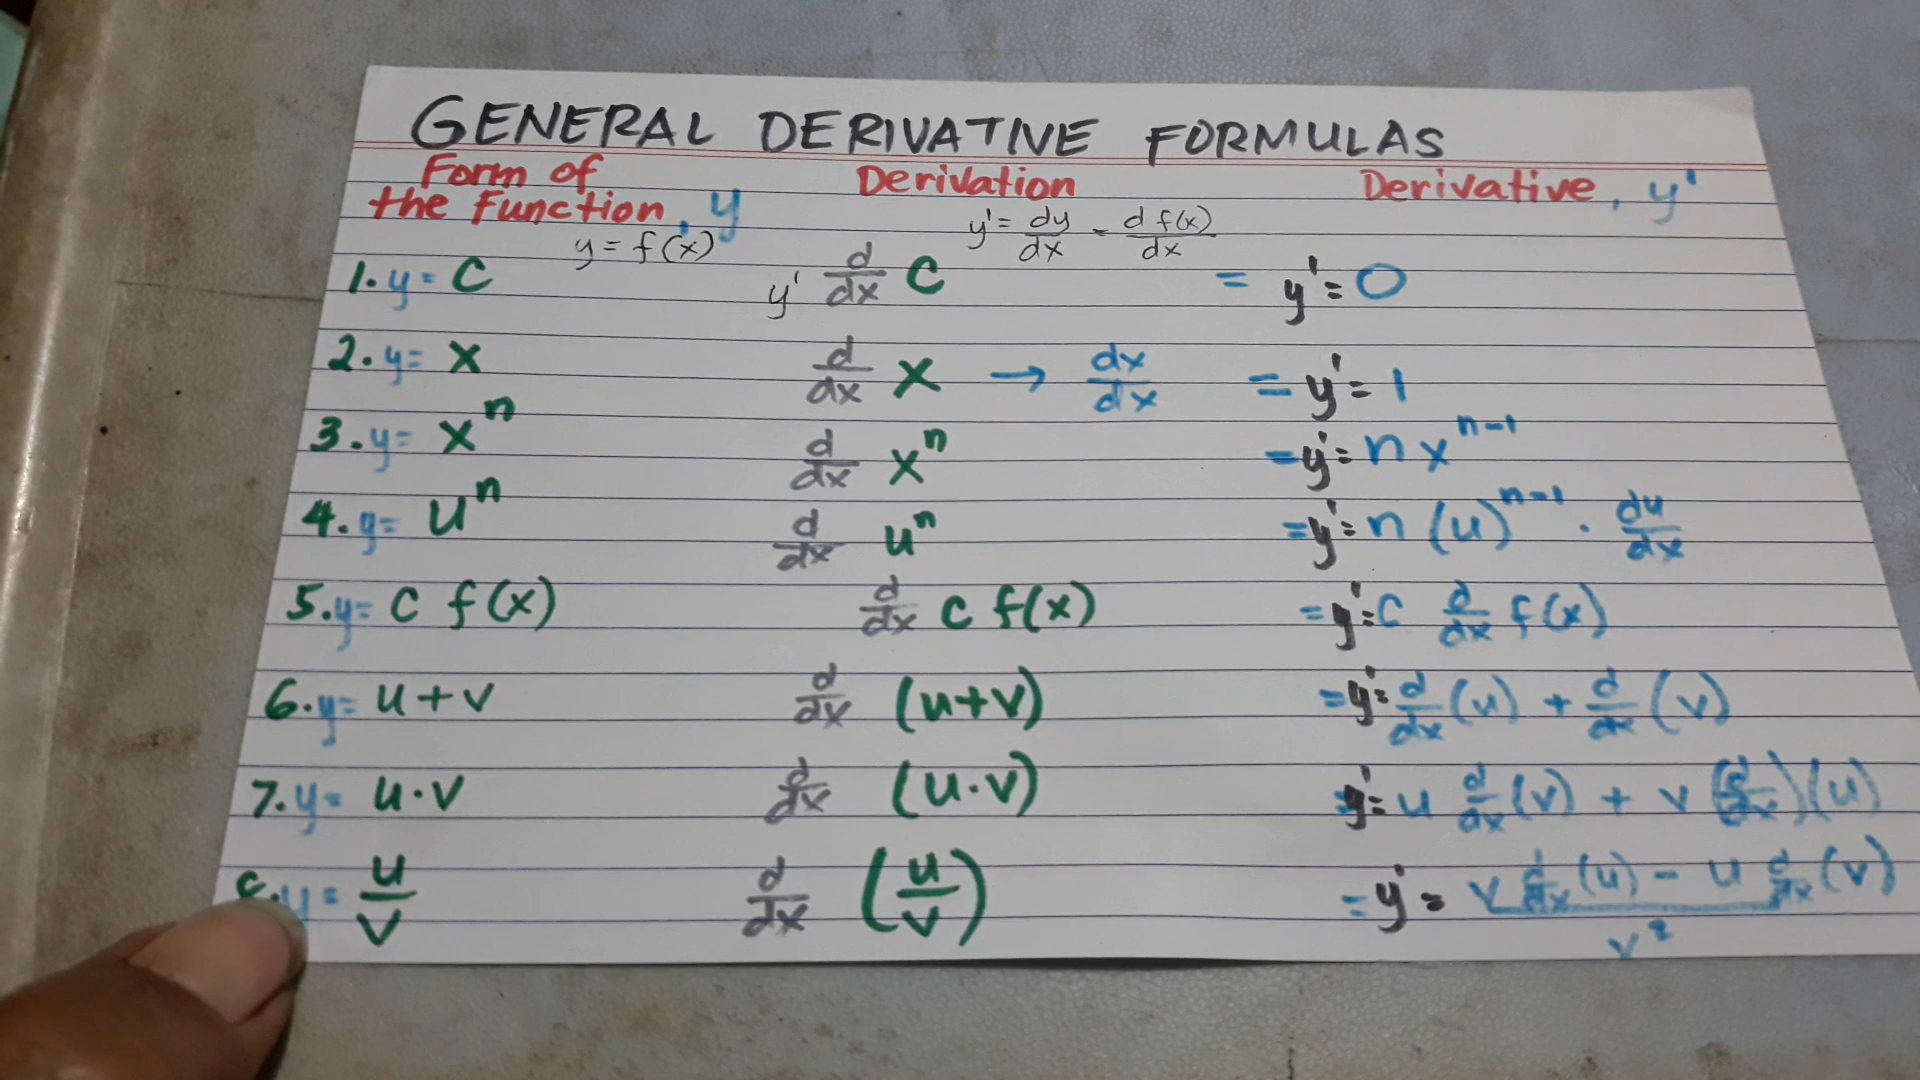 GENERAL DERIVATIVE FORMULAS
Form of the Function, y
Derivation
Derivative, y'
y = f(x)
y' = dy/dx = d f(x)/dx
1. y = C y' d/dx C = y' = 0
2. y = x d/dx x → dx/dx = y' = 1
3. y = x^n d/dx x^n = y' = n x^(n-1)
4. y = u^n d/dx u^n = y' = n (u)^(n-1) · du/dx
5. y = C f(x) d/dx C f(x) = y' = C d/dx f(x)
6. y = u + v d/dx (u+v) = y' = d/dx (u) + d/dx (v)
7. y = u · v d/dx (u·v) = y' = u d/dx (v) + v (d/dx)(u)
y = u/v d/dx (u/v) = y' = v d/dx (u) - u d/dx (v) / v²